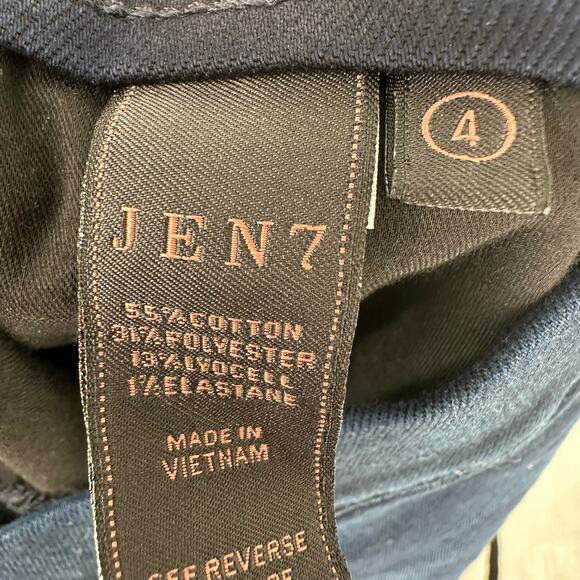 JEN7
4
55% COTTON
31% POLYESTER
13% LYOCELL
1% ELASTANE
MADE IN
VIETNAM
SEE REVERSE